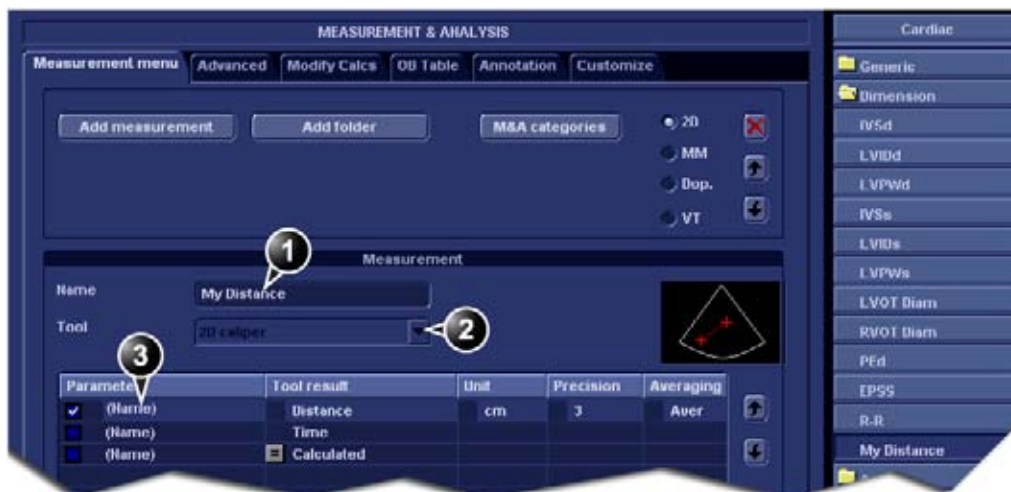 MEASUREMENT & ANALYSIS
Measurement menu Advanced Modify Calcs OB Table Annotation Customize
Add measurement Add folder M&A categories
2D
MM
Dop.
VT
Measurement
1
Name My Distance
Tool 2D caliper
2
3
Parameter Tool result Unit Precision Averaging
(Name) Distance cm 3 Aver
(Name) Time
(Name) Calculated
Cardiac
Generic
Dimension
IVSd
LVIDd
LVPWd
IVSs
LVIDs
LVPWs
LVOT Diam
RVOT Diam
PEd
EPSS
R-R
My Distance